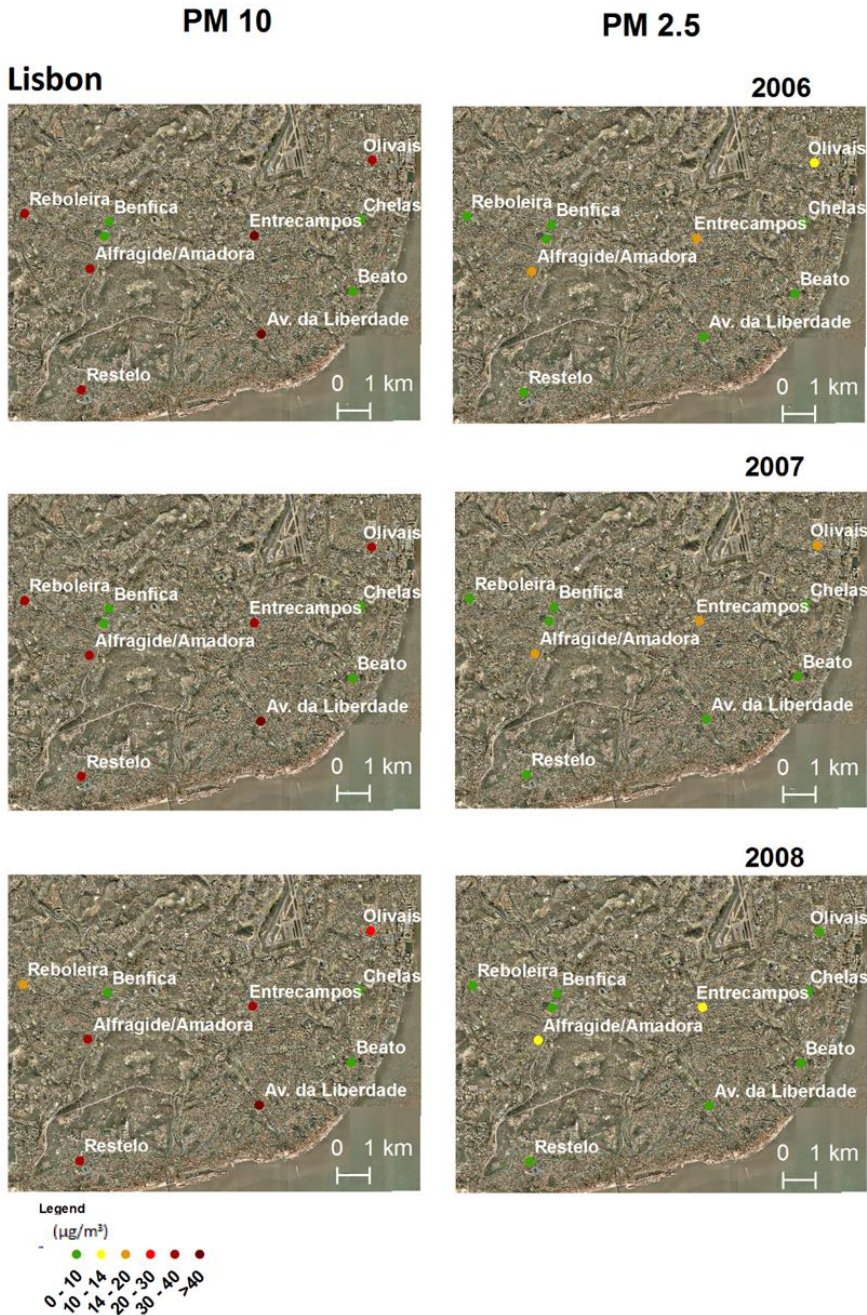 PM 10
PM 2.5
Lisbon
2006
Olivais
Reboleira
Benfica
Entrecampos
Chelas
Alfragide/Amadora
Beato
Av. da Liberdade
Restelo
0 1 km
Olivais
Reboleira
Benfica
Entrecampos
Chelas
Alfragide/Amadora
Beato
Av. da Liberdade
Restelo
0 1 km
2007
Olivais
Reboleira
Benfica
Entrecampos
Chelas
Alfragide/Amadora
Beato
Av. da Liberdade
Restelo
0 1 km
Olivais
Reboleira
Benfica
Entrecampos
Chelas
Alfragide/Amadora
Beato
Av. da Liberdade
Restelo
0 1 km
2008
Olivais
Reboleira
Benfica
Entrecampos
Chelas
Alfragide/Amadora
Beato
Av. da Liberdade
Restelo
0 1 km
Olivais
Reboleira
Benfica
Entrecampos
Chelas
Alfragide/Amadora
Beato
Av. da Liberdade
Restelo
0 1 km
Legend
(µg/m³)
0 - 10
10 - 14
14 - 20
20 - 30
30 - 40
>40